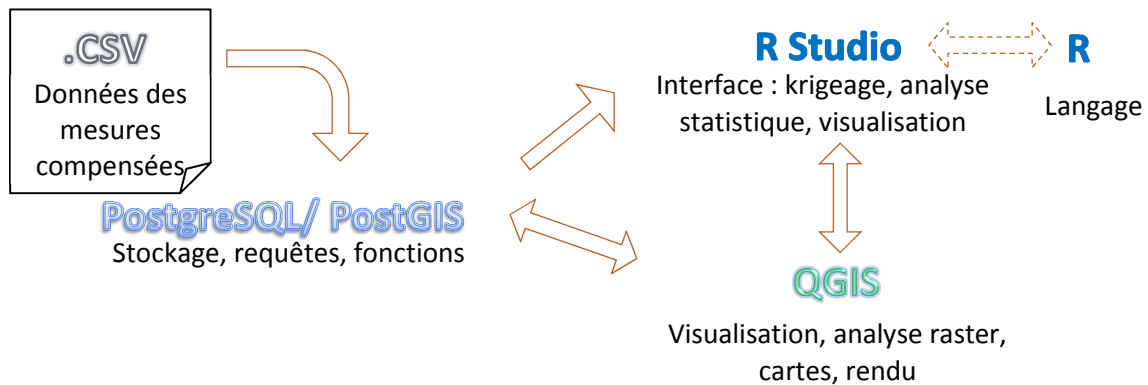 .CSV
Données des
mesures
compensées
PostgreSQL/ PostGIS
Stockage, requêtes, fonctions
R Studio
Interface : krigeage, analyse
statistique, visualisation
R
Langage
QGIS
Visualisation, analyse raster,
cartes, rendu